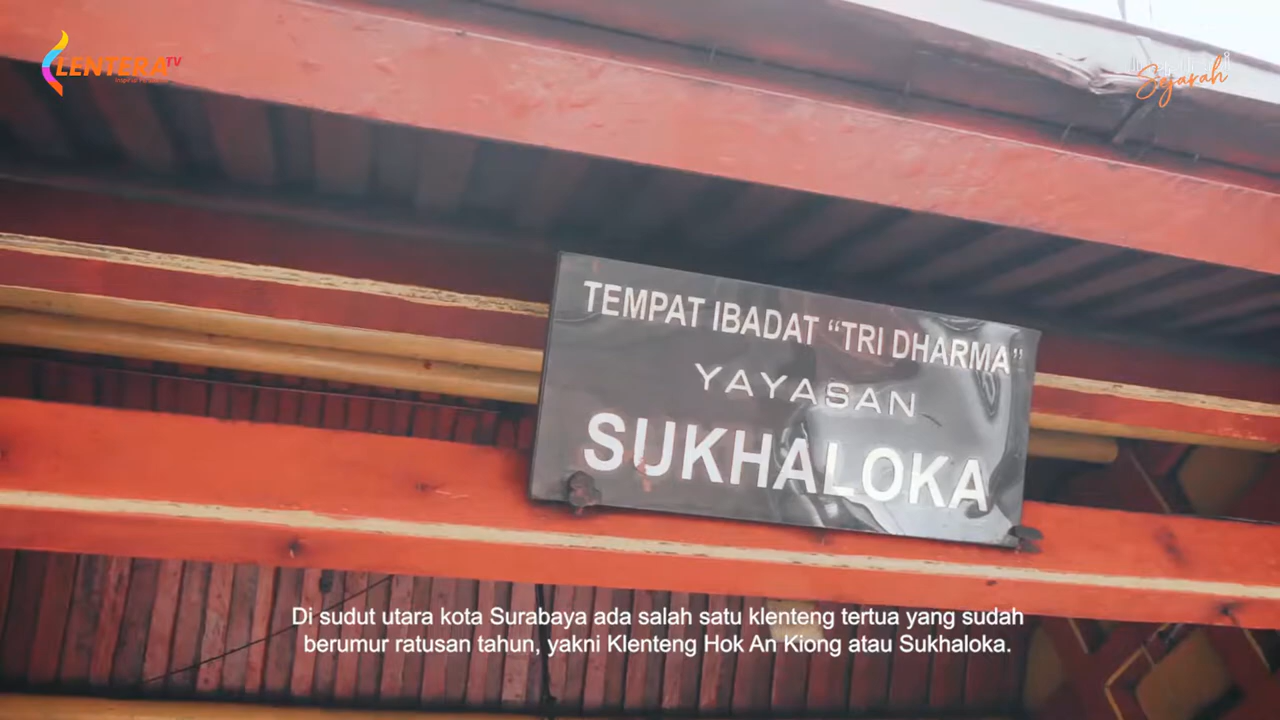 LENTERA TV
Sejarah
TEMPAT IBADAT “TRI DHARMA”
YAYASAN
SUKHALOKA
Di sudut utara kota Surabaya ada salah satu klenteng tertua yang sudah
berumur ratusan tahun, yakni Klenteng Hok An Kiong atau Sukhaloka.